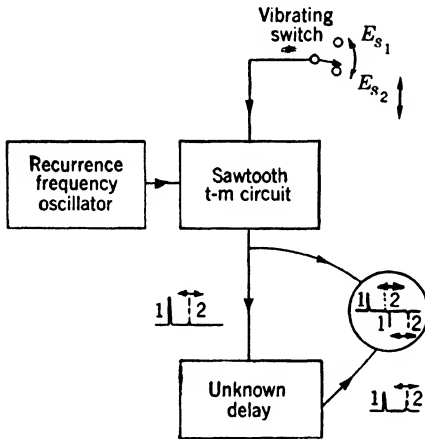 Vibrating
switch
E_{s_1}
E_{s_2}
Recurrence
frequency
oscillator
Sawtooth
t-m circuit
1 2
1 2
1 2
Unknown
delay
1 2